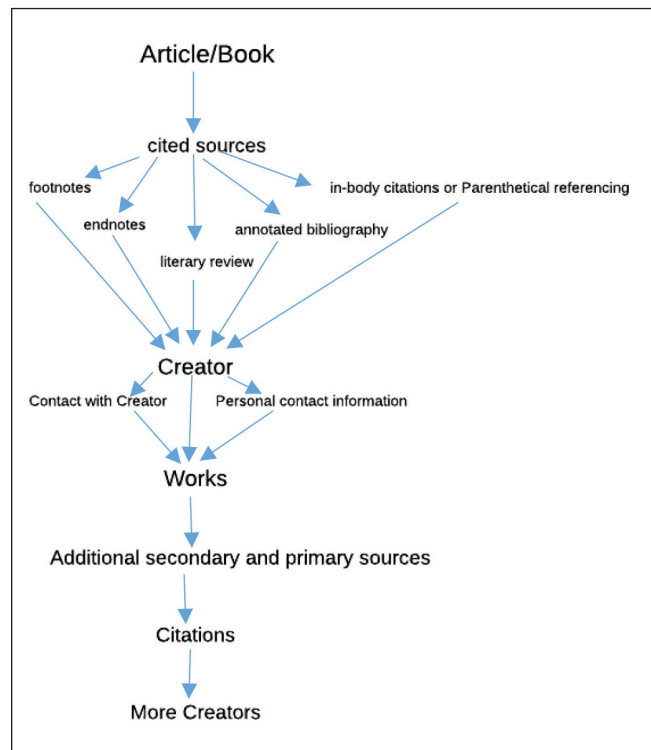 Article/Book
cited sources
footnotes
in-body citations or Parenthetical referencing
endnotes
annotated bibliography
literary review
Creator
Contact with Creator
Personal contact information
Works
Additional secondary and primary sources
Citations
More Creators